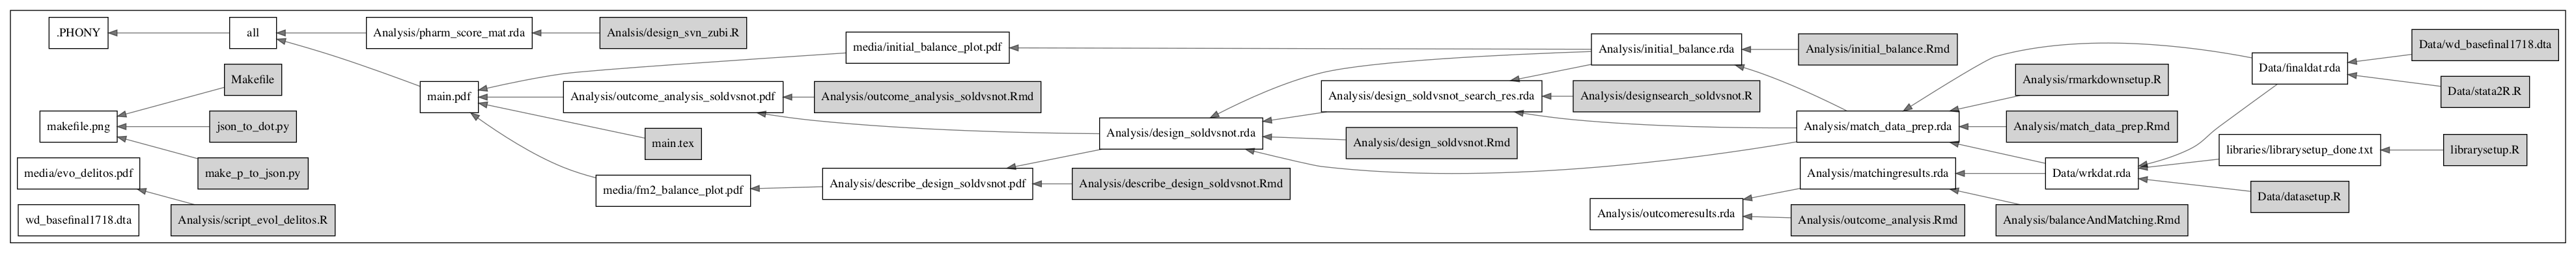 .PHONY
all
Analysis/pharm_score_mat.rda
Analsis/design_svn_zubi.R
media/initial_balance_plot.pdf
Analysis/initial_balance.rda
Analysis/initial_balance.Rmd
Data/wd_basefinal1718.dta
Data/finaldat.rda
Makefile
Analysis/rmarkdownsetup.R
Data/stata2R.R
main.pdf
Analysis/outcome_analysis_soldvsnot.pdf
Analysis/outcome_analysis_soldvsnot.Rmd
Analysis/design_soldvsnot_search_res.rda
Analysis/designsearch_soldvsnot.R
makefile.png
json_to_dot.py
Analysis/match_data_prep.rda
Analysis/match_data_prep.Rmd
Analysis/design_soldvsnot.rda
main.tex
Analysis/design_soldvsnot.Rmd
libraries/librarysetup_done.txt
librarysetup.R
media/evo_delitos.pdf
make_p_to_json.py
Analysis/matchingresults.rda
Data/wrkdat.rda
media/fm2_balance_plot.pdf
Analysis/describe_design_soldvsnot.pdf
Analysis/describe_design_soldvsnot.Rmd
Data/datasetup.R
wd_basefinal1718.dta
Analysis/script_evol_delitos.R
Analysis/outcomeresults.rda
Analysis/outcome_analysis.Rmd
Analysis/balanceAndMatching.Rmd